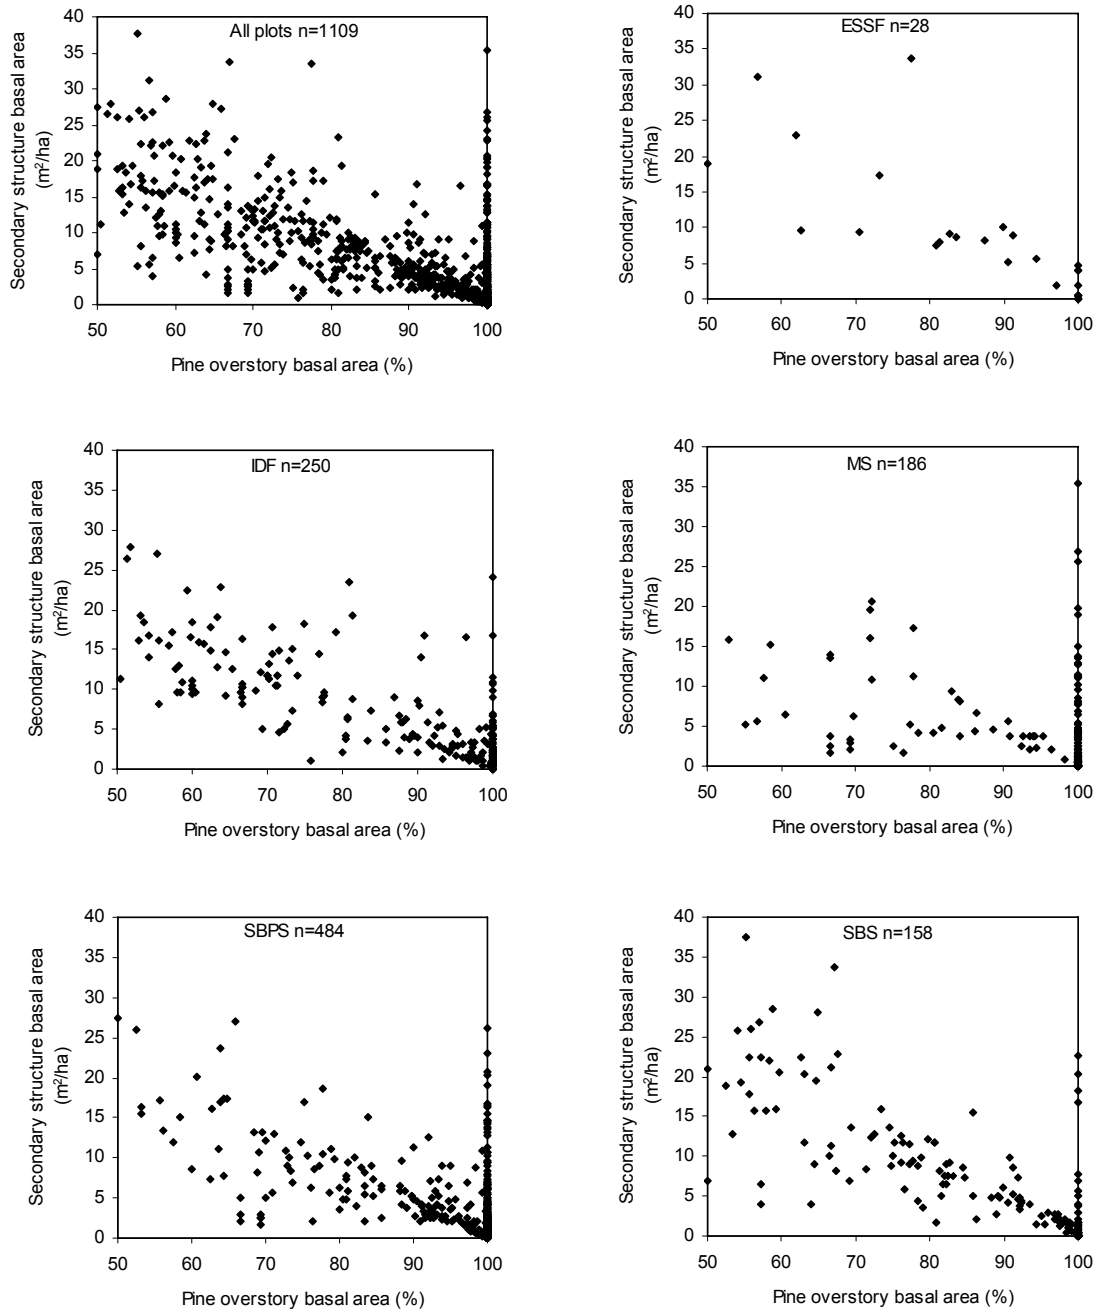 All plots n=1109
40
35
30
25
20
15
10
5
0
Secondary structure basal area
(m²/ha)
50 60 70 80 90 100
Pine overstory basal area (%)
ESSF n=28
40
35
30
25
20
15
10
5
0
Secondary structure basal area
(m²/ha)
50 60 70 80 90 100
Pine overstory basal area (%)
IDF n=250
40
35
30
25
20
15
10
5
0
Secondary structure basal area
(m²/ha)
50 60 70 80 90 100
Pine overstory basal area (%)
MS n=186
40
35
30
25
20
15
10
5
0
Secondary structure basal area
(m²/ha)
50 60 70 80 90 100
Pine overstory basal area (%)
SBPS n=484
40
35
30
25
20
15
10
5
0
Secondary structure basal area
(m²/ha)
50 60 70 80 90 100
Pine overstory basal area (%)
SBS n=158
40
35
30
25
20
15
10
5
0
Secondary structure basal area
(m²/ha)
50 60 70 80 90 100
Pine overstory basal area (%)